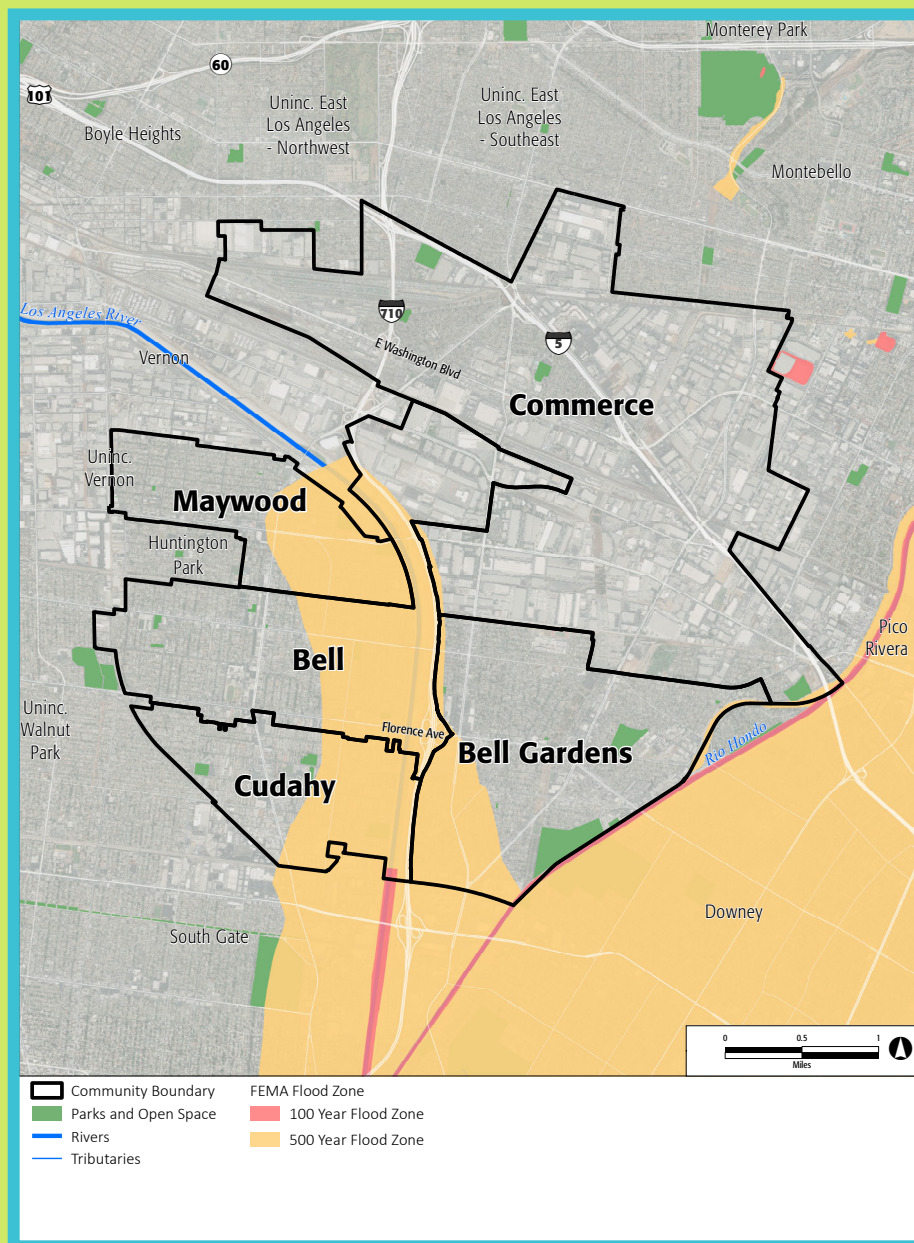 Monterey Park
60
101
Uninc. East
Los Angeles
- Northwest
Uninc. East
Los Angeles
- Southeast
Boyle Heights
Montebello
Los Angeles River
710
5
E Washington Blvd
Vernon
Commerce
Uninc.
Vernon
Maywood
Huntington
Park
Pico
Rivera
Bell
Uninc.
Walnut
Park
Florence Ave
Bell Gardens
Rio Hondo
Cudahy
Downey
South Gate
0 0.5 1
Miles
Community Boundary
Parks and Open Space
Rivers
Tributaries
FEMA Flood Zone
100 Year Flood Zone
500 Year Flood Zone